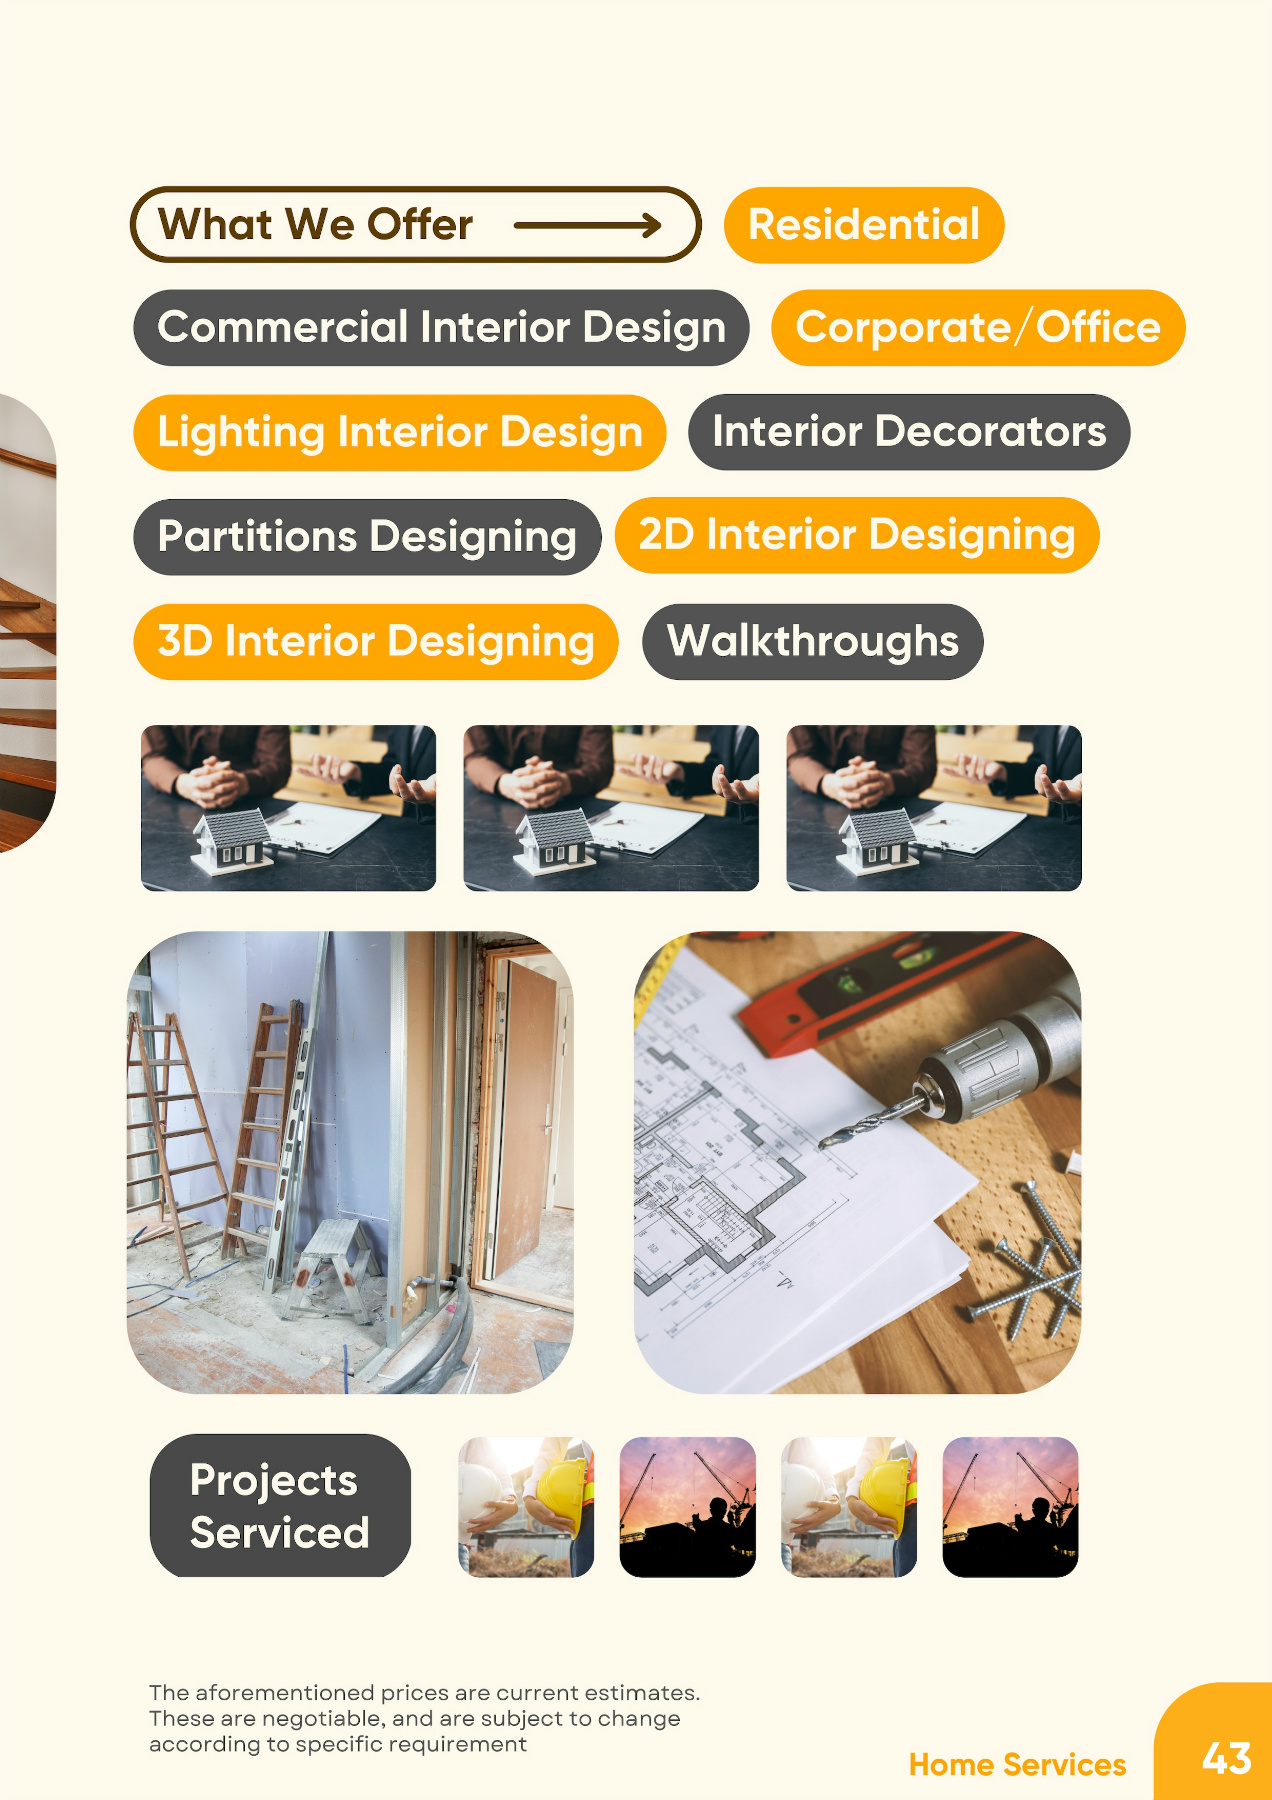 What We Offer
Residential
Commercial Interior Design
Corporate/Office
Lighting Interior Design
Interior Decorators
Partitions Designing
2D Interior Designing
3D Interior Designing
Walkthroughs
Projects
Serviced
The aforementioned prices are current estimates.
These are negotiable, and are subject to change
according to specific requirement
Home Services
43